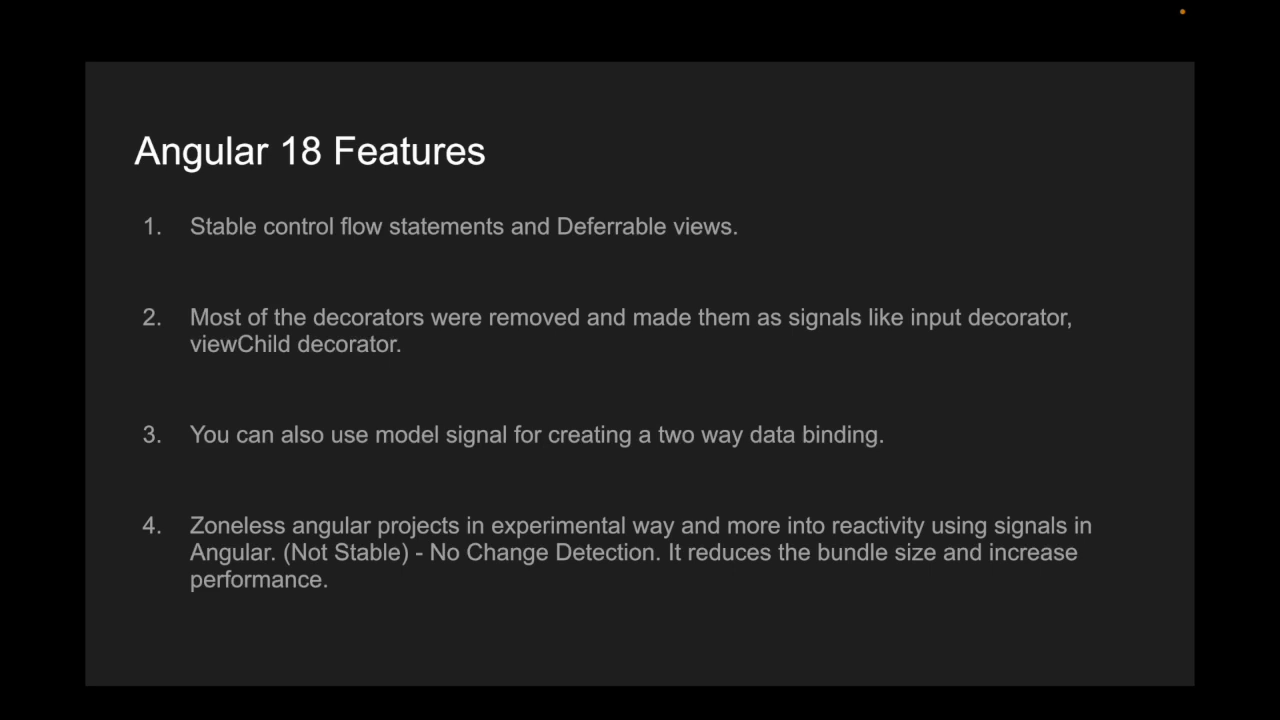 Angular 18 Features
1. Stable control flow statements and Deferrable views.
2. Most of the decorators were removed and made them as signals like input decorator,
viewChild decorator.
3. You can also use model signal for creating a two way data binding.
4. Zoneless angular projects in experimental way and more into reactivity using signals in
Angular. (Not Stable) - No Change Detection. It reduces the bundle size and increase
performance.